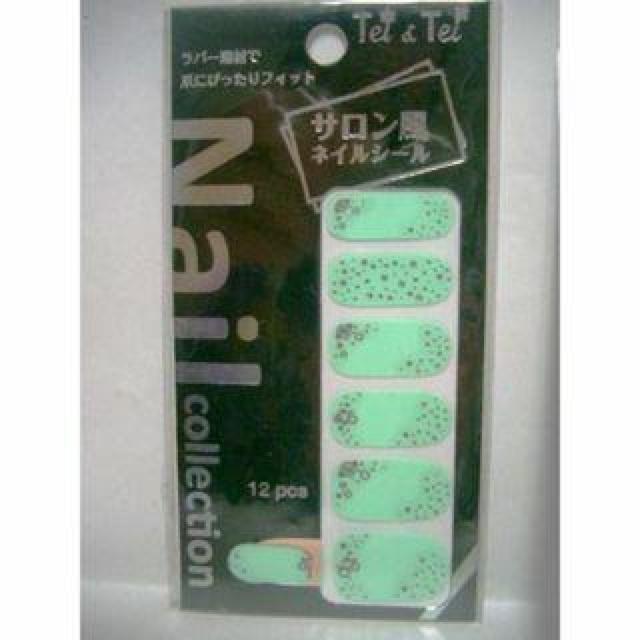 Tel & Tel
ラバー素材で
爪にぴったりフィット
サロン風
ネイルシール
Nail
collection
12 pcs